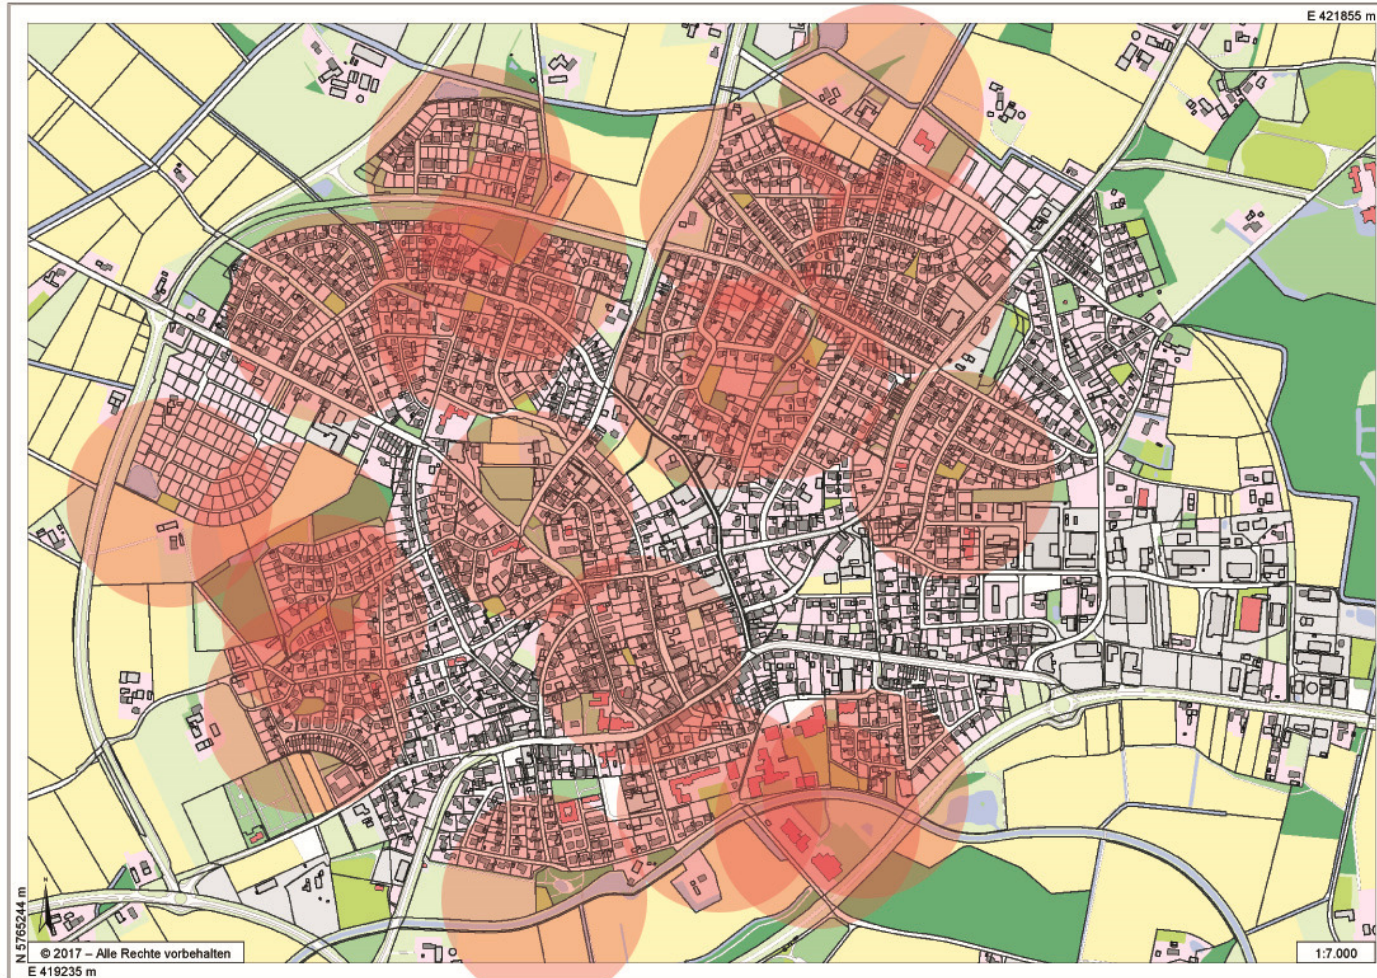 E 421855 m
N 5765244 m
N
© 2017 – Alle Rechte vorbehalten
1:7.000
E 419235 m